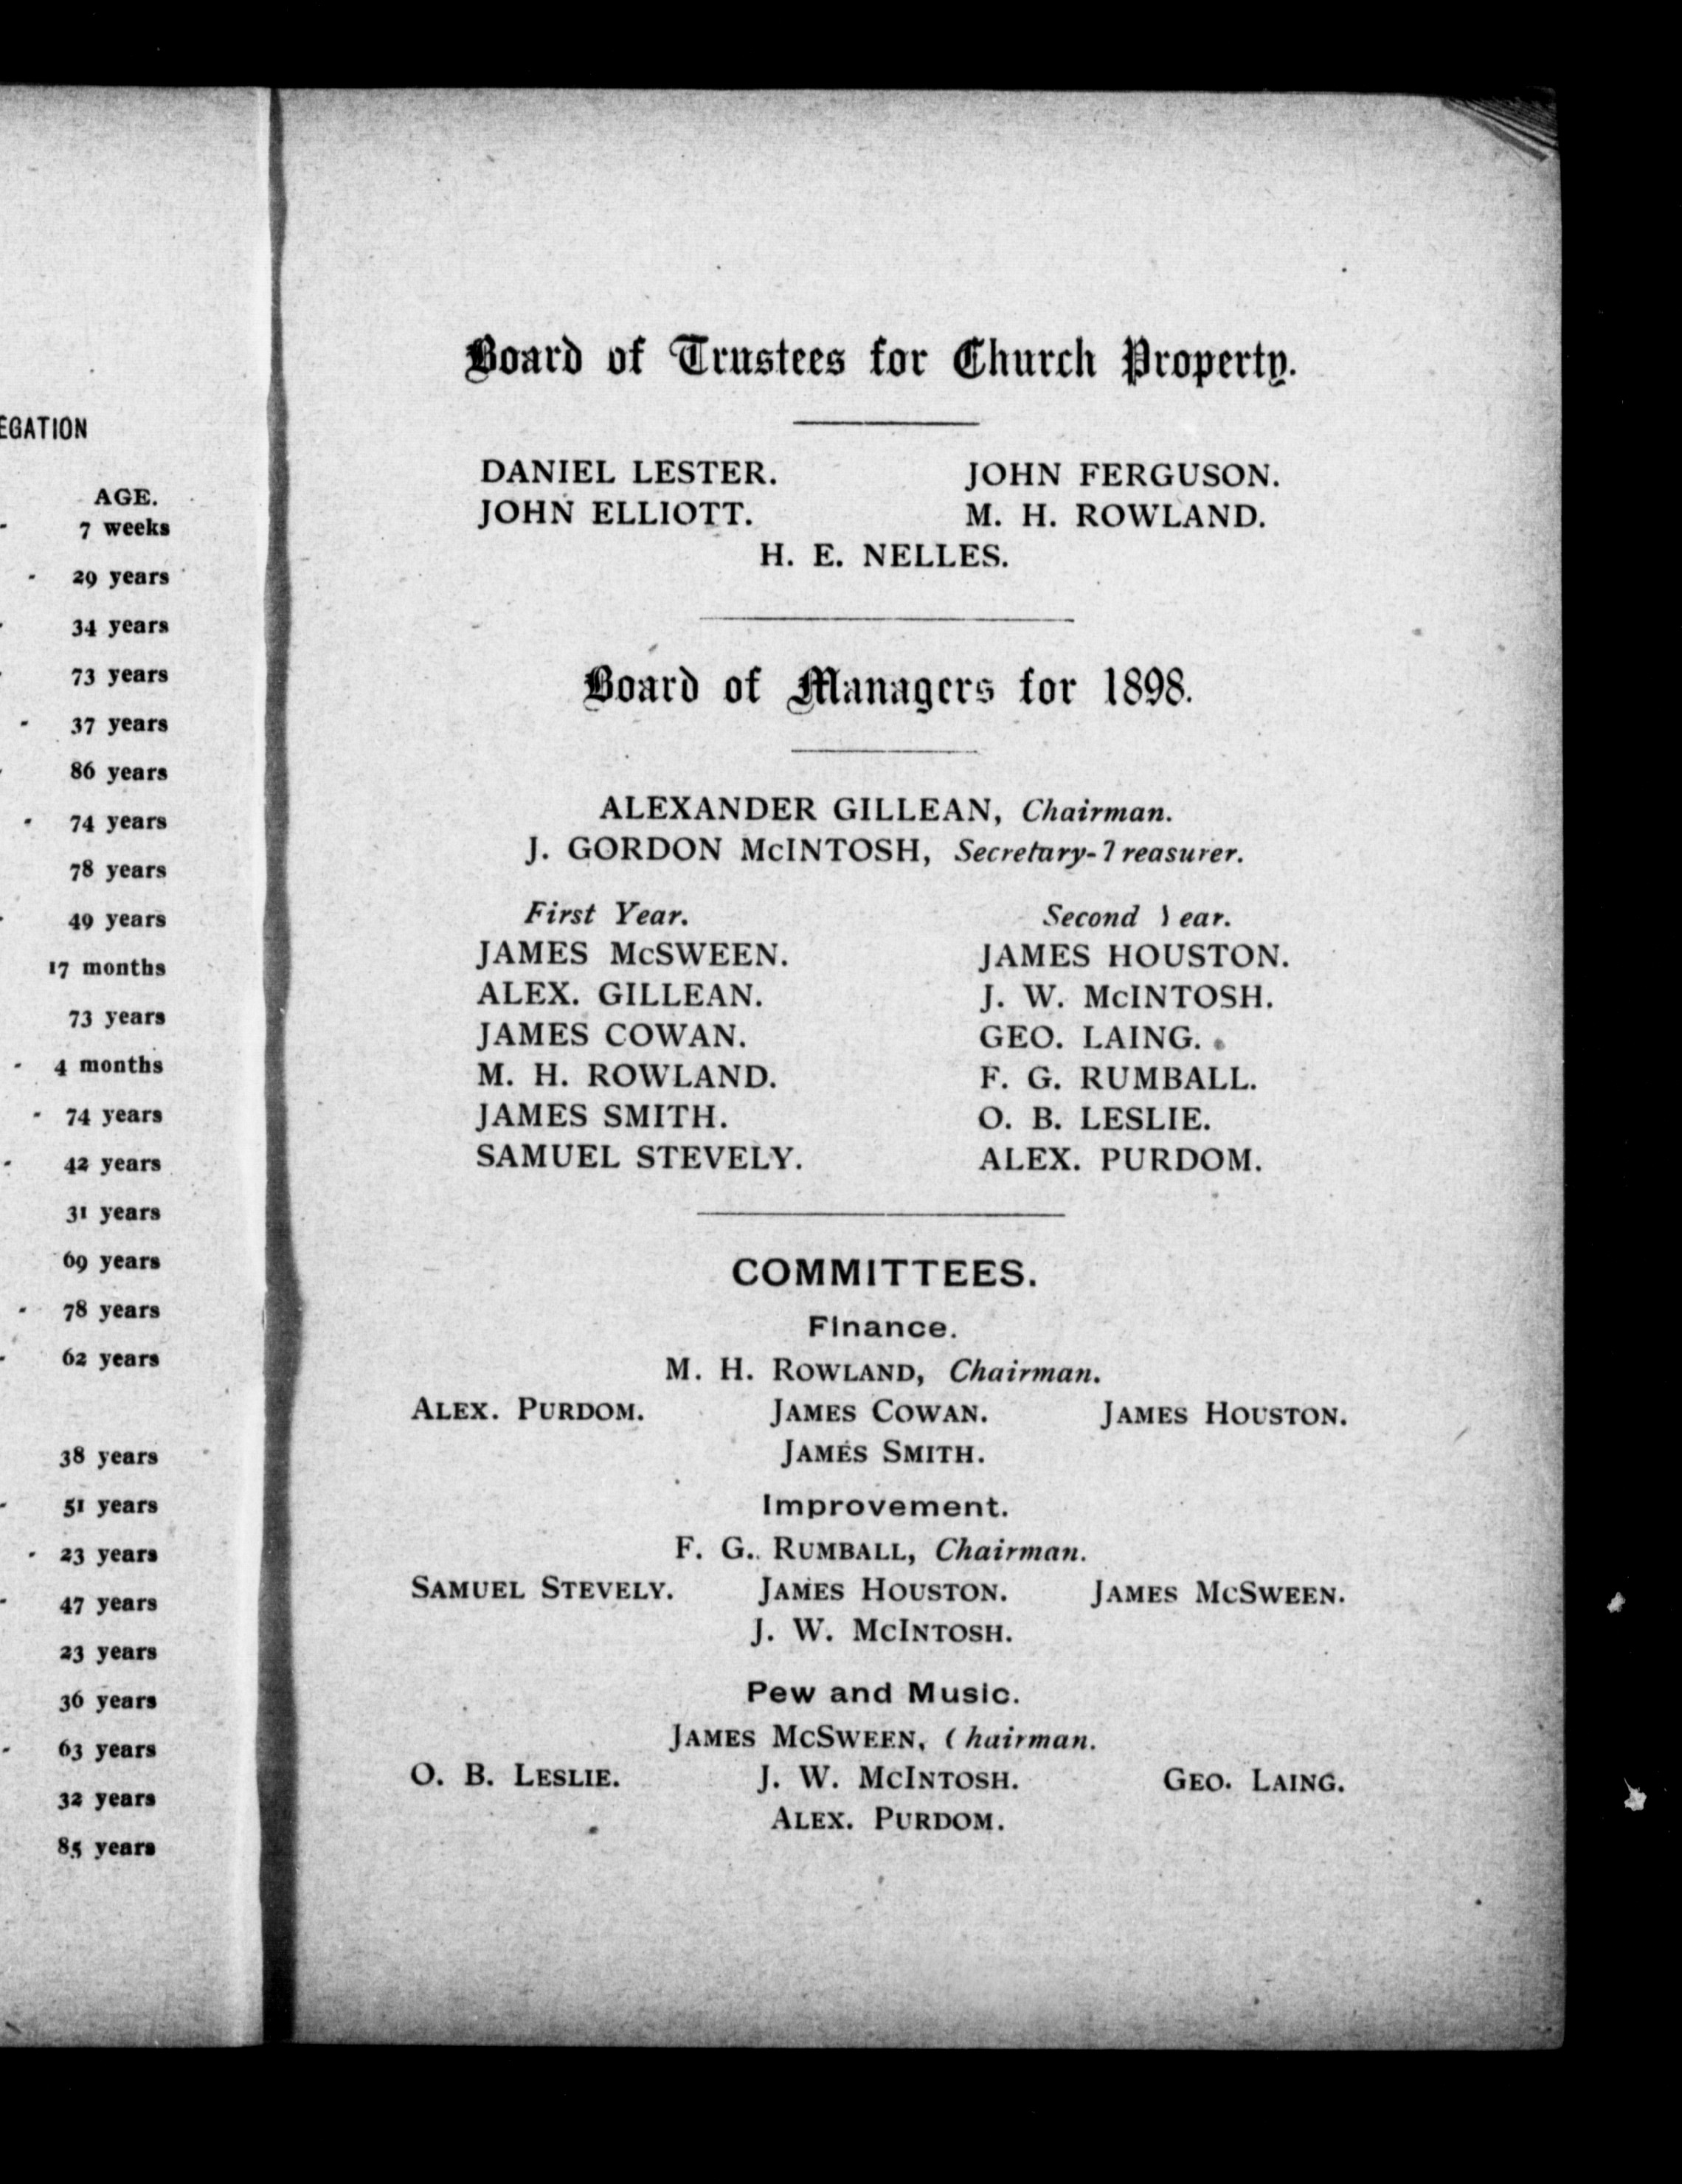 EGATION
AGE.
7 weeks
29 years
34 years
73 years
37 years
86 years
74 years
78 years
49 years
17 months
73 years
4 months
74 years
42 years
31 years
69 years
78 years
62 years
38 years
51 years
23 years
47 years
23 years
36 years
63 years
32 years
85 years
Board of Trustees for Church Property.
DANIEL LESTER. JOHN FERGUSON.
JOHN ELLIOTT. M. H. ROWLAND.
H. E. NELLES.
Board of Managers for 1898.
ALEXANDER GILLEAN, Chairman.
J. GORDON McINTOSH, Secretary-Treasurer.
First Year. Second Year.
JAMES McSWEEN. JAMES HOUSTON.
ALEX. GILLEAN. J. W. McINTOSH.
JAMES COWAN. GEO. LAING.
M. H. ROWLAND. F. G. RUMBALL.
JAMES SMITH. O. B. LESLIE.
SAMUEL STEVELY. ALEX. PURDOM.
COMMITTEES.
Finance.
M. H. ROWLAND, Chairman.
ALEX. PURDOM. JAMES COWAN. JAMES HOUSTON.
JAMES SMITH.
Improvement.
F. G. RUMBALL, Chairman.
SAMUEL STEVELY. JAMES HOUSTON. JAMES McSWEEN.
J. W. McINTOSH.
Pew and Music.
JAMES McSWEEN, Chairman.
O. B. LESLIE. J. W. McINTOSH. GEO. LAING.
ALEX. PURDOM.